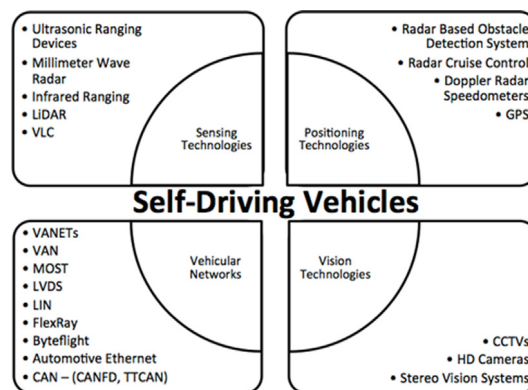 • Ultrasonic Ranging
Devices
• Millimeter Wave
Radar
• Infrared Ranging
• LiDAR
• VLC
Sensing
Technologies
• Radar Based Obstacle
Detection System
• Radar Cruise Control
• Doppler Radar
Speedometers
• GPS
Positioning
Technologies
Self-Driving Vehicles
• VANETs
• VAN
• MOST
• LVDS
• LIN
• FlexRay
• Byteflight
• Automotive Ethernet
• CAN – (CANFD, TTCAN)
Vehicular
Networks
Vision
Technologies
• CCTVs
• HD Cameras
• Stereo Vision Systems